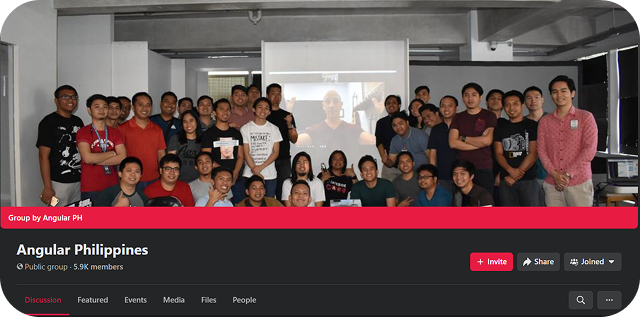 MISTAKE
Group by Angular PH
Angular Philippines
Public group · 5.9K members
+ Invite
Share
Joined
Discussion
Featured
Events
Media
Files
People